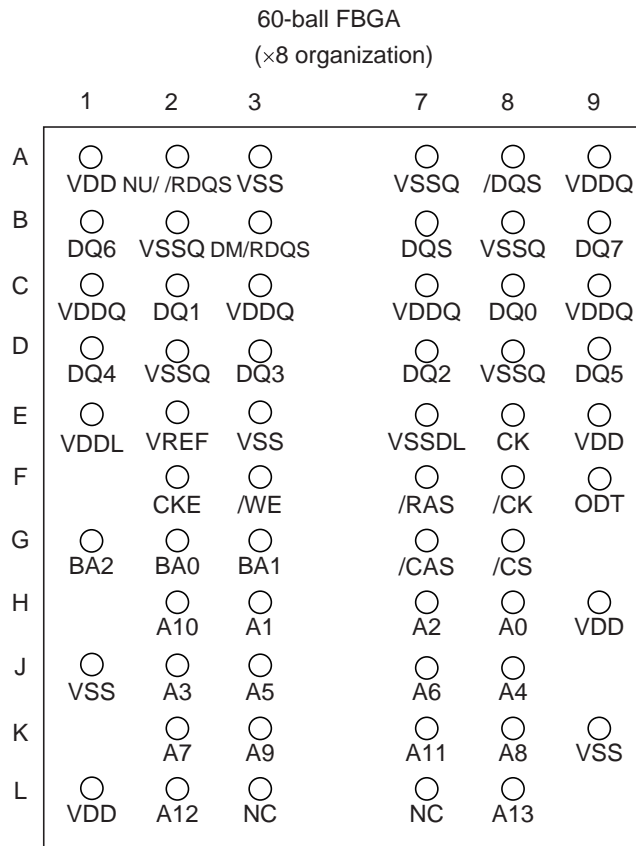 60-ball FBGA
(×8 organization)
1 2 3 7 8 9
A
VDD NU/ /RDQS VSS VSSQ /DQS VDDQ
B
DQ6 VSSQ DM/RDQS DQS VSSQ DQ7
C
VDDQ DQ1 VDDQ VDDQ DQ0 VDDQ
D
DQ4 VSSQ DQ3 DQ2 VSSQ DQ5
E
VDDL VREF VSS VSSDL CK VDD
F
CKE /WE /RAS /CK ODT
G
BA2 BA0 BA1 /CAS /CS
H
A10 A1 A2 A0 VDD
J
VSS A3 A5 A6 A4
K
A7 A9 A11 A8 VSS
L
VDD A12 NC NC A13